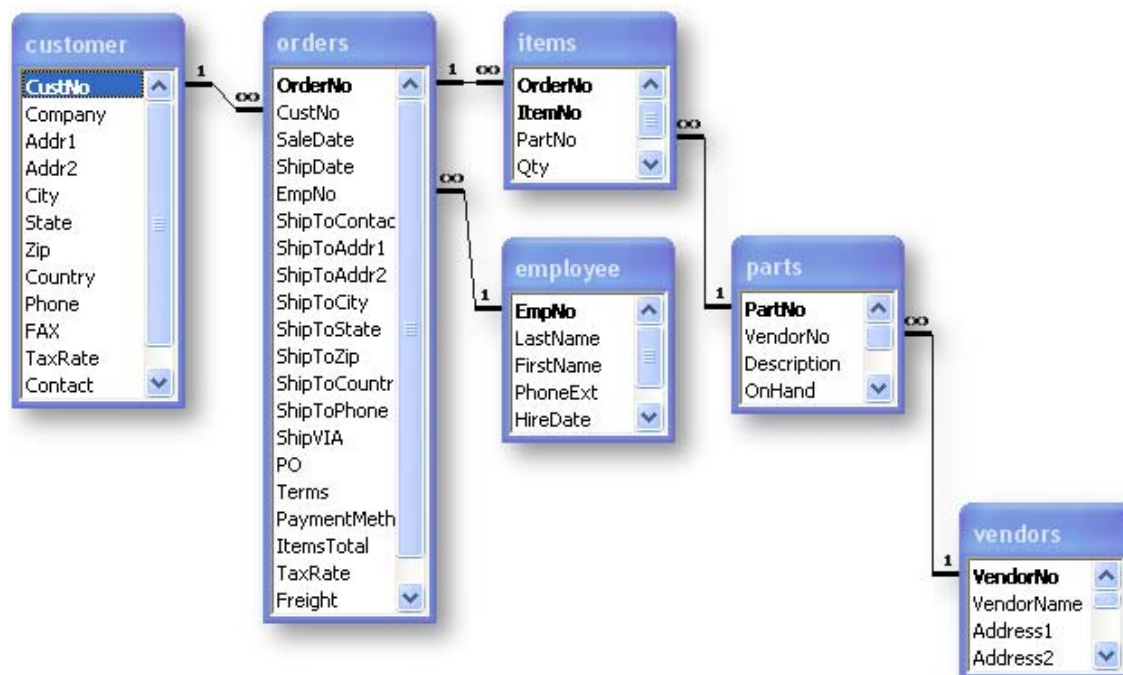 customer
CustNo
Company
Addr1
Addr2
City
State
Zip
Country
Phone
FAX
TaxRate
Contact
1
∞
orders
OrderNo
CustNo
SaleDate
ShipDate
EmpNo
ShipToContac
ShipToAddr1
ShipToAddr2
ShipToCity
ShipToState
ShipToZip
ShipToCountr
ShipToPhone
ShipVIA
PO
Terms
PaymentMeth
ItemsTotal
TaxRate
Freight
1
∞
items
OrderNo
ItemNo
PartNo
Qty
∞
1
employee
EmpNo
LastName
FirstName
PhoneExt
HireDate
∞
1
parts
PartNo
VendorNo
Description
OnHand
∞
1
vendors
VendorNo
VendorName
Address1
Address2